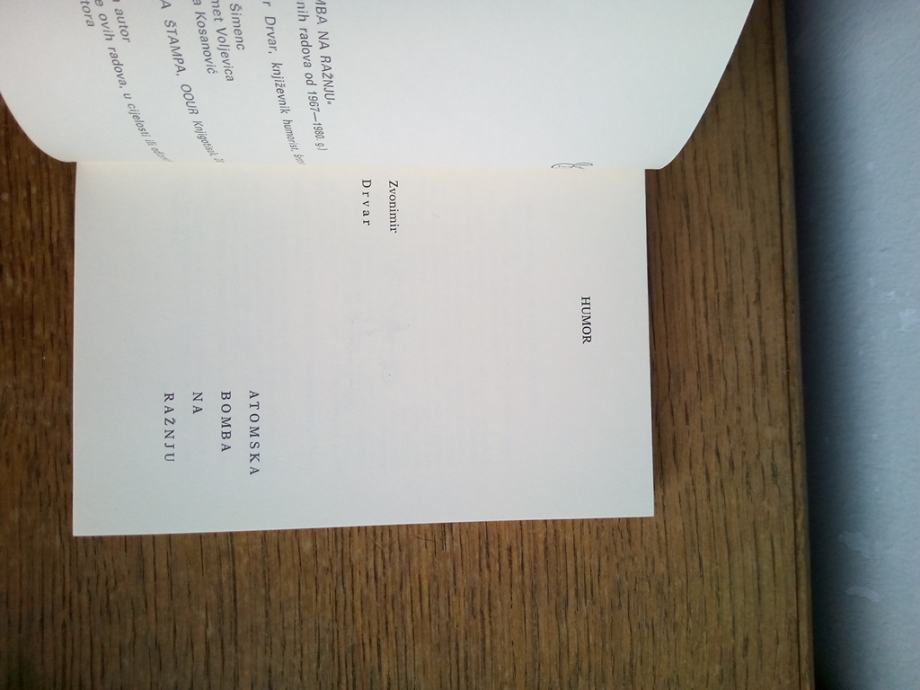 MBA NA RAŽNJU«
nih radova od 1967—1980. g.)
r Drvar, književnik humorist,
Šimenc
met Voljevica
a Kosanović
A ŠTAMPA, OOUR Knjigotisak,
autor
e ovih radova, u cijelosti ili
tora
HUMOR
Zvonimir
Drvar
ATOMSKA
BOMBA
NA
RAŽNJU